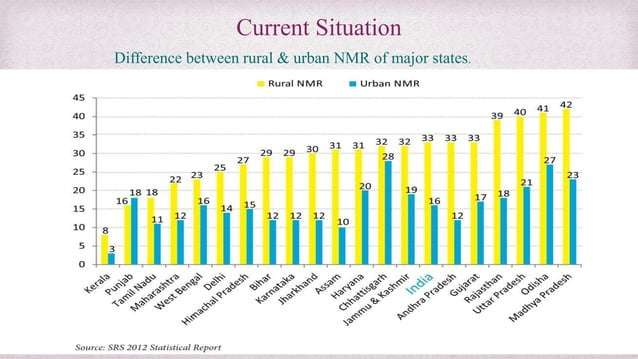 Current Situation
Difference between rural & urban NMR of major states.
Rural NMR Urban NMR
45
40
35
30
25
20
15
10
5
0
8 3
16 18
18 11
22 12
23 16
25 14
27 15
29 12
29 12
30 12
31 10
31 20
32 28
32 19
33 16
33 12
33 17
39 18
40 21
41 27
42 23
Kerala
Punjab
Tamil Nadu
Maharashtra
West Bengal
Delhi
Himachal Pradesh
Bihar
Karnataka
Jharkhand
Assam
Haryana
Chhattisgarh
Jammu & Kashmir
India
Andhra Pradesh
Gujarat
Rajasthan
Uttar Pradesh
Odisha
Madhya Pradesh
Source: SRS 2012 Statistical Report